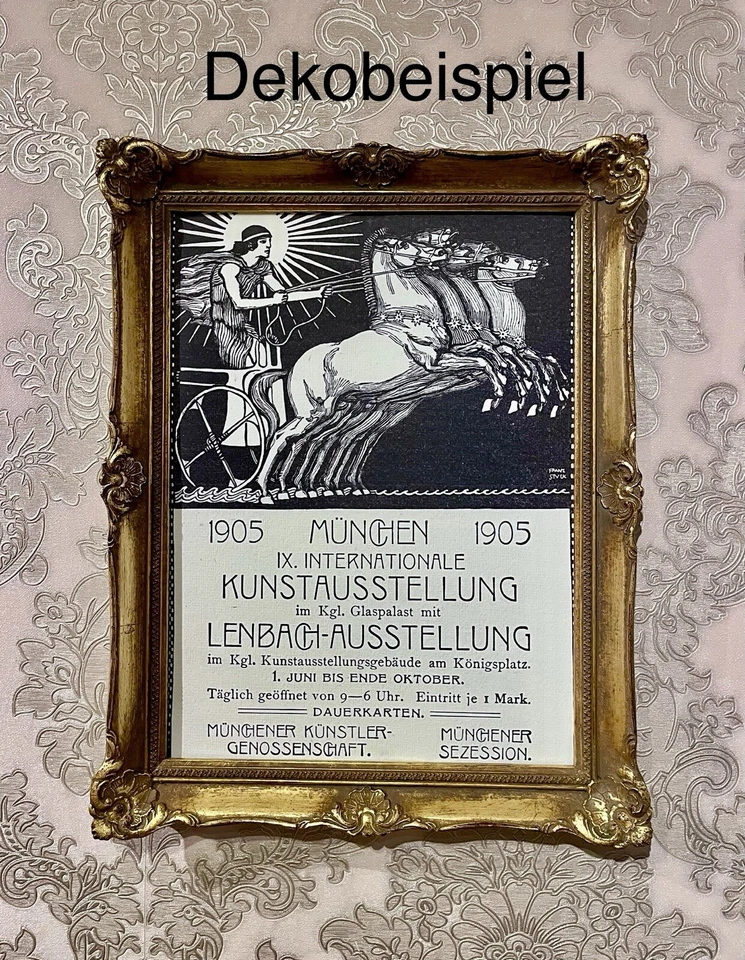 Dekobeispiel
FRANZ
STVCK
1905 MÜNCHEN 1905
IX. INTERNATIONALE
KUNSTAUSSTELLUNG
im Kgl. Glaspalast mit
LENBACH-AUSSTELLUNG
im Kgl. Kunstausstellungsgebäude am Königsplatz.
1. JUNI BIS ENDE OKTOBER.
Täglich geöffnet von 9—6 Uhr. Eintritt je 1 Mark.
DAUERKARTEN.
MÜNCHENER KÜNSTLER- MÜNCHENER
GENOSSENSCHAFT. SEZESSION.